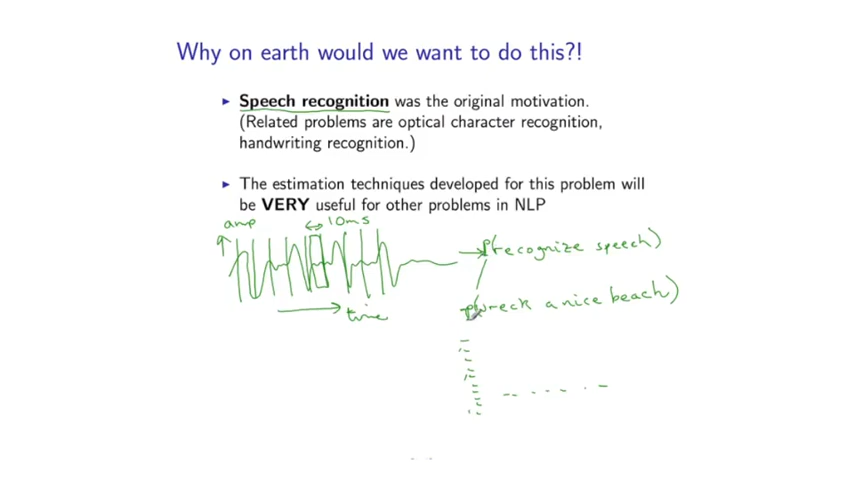 Why on earth would we want to do this?!
▶ Speech recognition was the original motivation.
(Related problems are optical character recognition,
handwriting recognition.)
▶ The estimation techniques developed for this problem will
be VERY useful for other problems in NLP
amp
10ms
P(recognize speech)
time
P(wreck a nice beach)